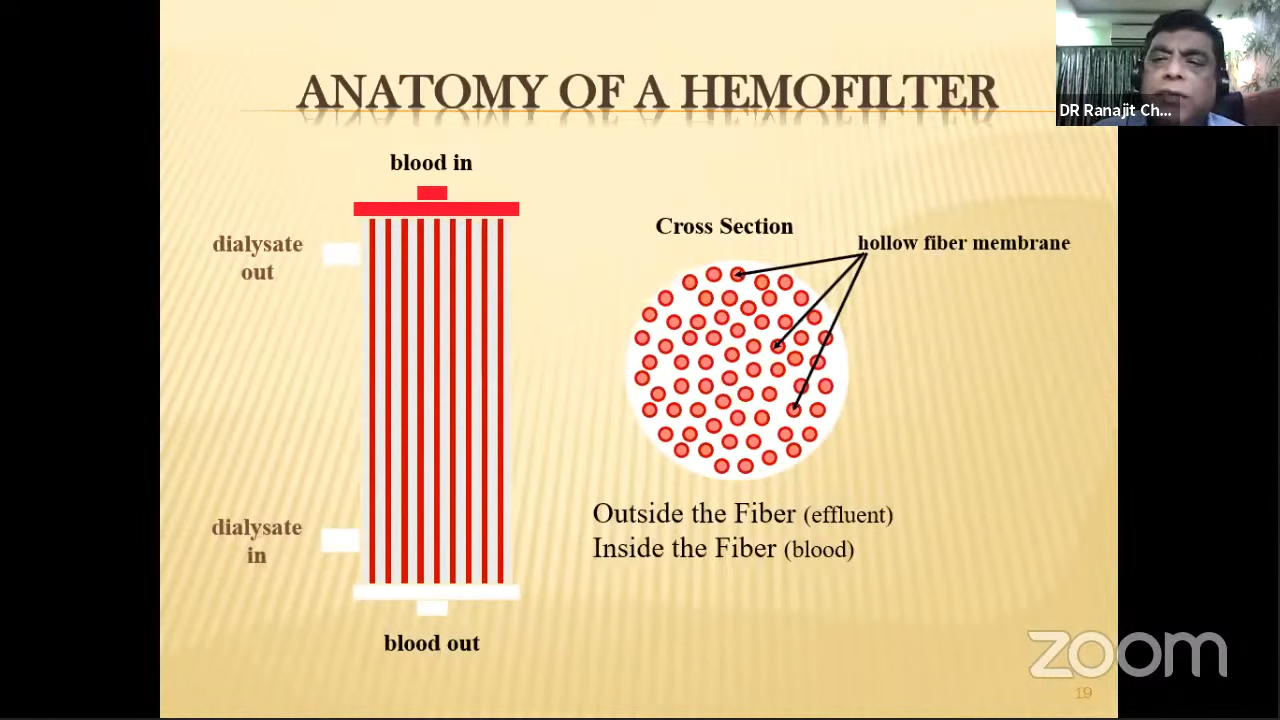 ANATOMY OF A HEMOFILTER
DR Ranajit Ch...
blood in
dialysate
out
Cross Section
hollow fiber membrane
Outside the Fiber (effluent)
Inside the Fiber (blood)
dialysate
in
blood out
zoom
19